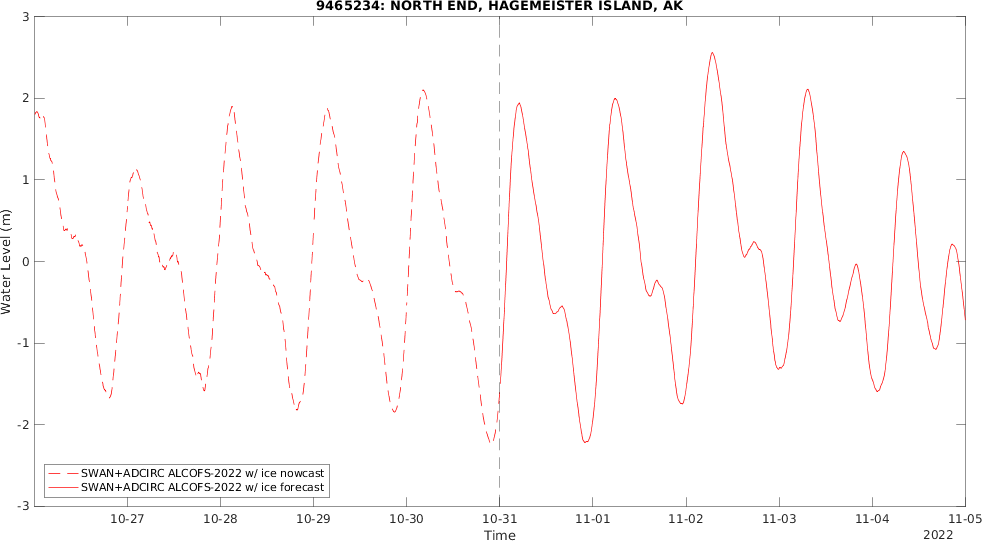 9465234: NORTH END, HAGEMEISTER ISLAND, AK
3
2
1
0
-1
-2
-3
Water Level (m)
SWAN+ADCIRC ALCOFS-2022 w/ ice nowcast
SWAN+ADCIRC ALCOFS-2022 w/ ice forecast
10-27 10-28 10-29 10-30 10-31 11-01 11-02 11-03 11-04 11-05
Time
2022